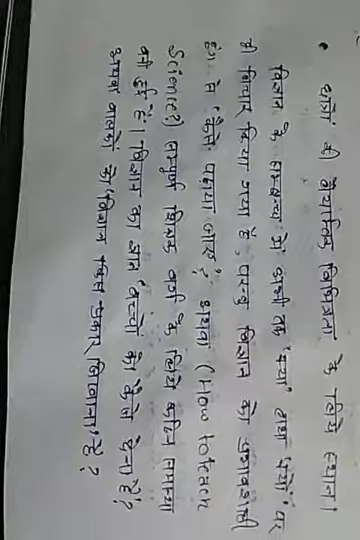 • छात्रों की वैयक्तिक विभिन्नता के लिये स्थान।
विज्ञान के सम्बन्ध में अभी तक 'क्या' तथा 'क्यों' पर
ही विचार किया गया है, परन्तु विज्ञान को प्रभावशाली
ढंग से 'कैसे पढ़ाया जाए'? अथवा (How to teach
Science?) सम्पूर्ण शिक्षक वर्ग के लिये कठिन समस्या
बनी हुई है। विज्ञान का ज्ञान 'बच्चों को कैसे देना है'?
अथवा बालकों को 'विज्ञान किस प्रकार सिखाना' है?